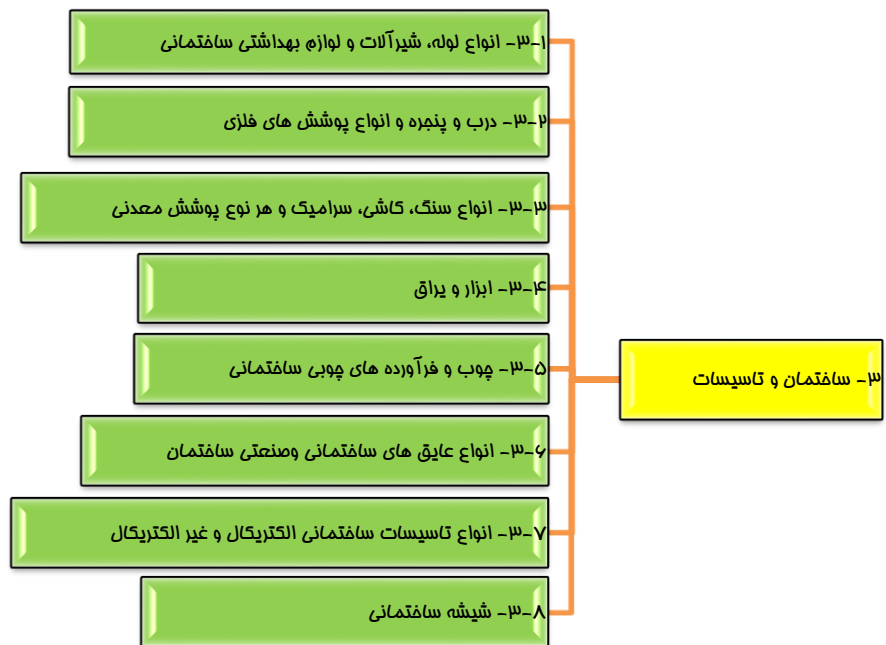 ۳- ساختمان و تاسیسات
۳-۱- انواع لوله، شیرآلات و لوازم بهداشتی ساختمانی
۳-۲- درب و پنجره و انواع پوشش های فلزی
۳-۳- انواع سنگ، کاشی، سرامیک و هر نوع پوشش معدنی
۳-۴- ابزار و یراق
۳-۵- چوب و فرآورده های چوبی ساختمانی
۳-۶- انواع عایق های ساختمانی وصنعتی ساختمان
۳-۷- انواع تاسیسات ساختمانی الکتریکال و غیر الکتریکال
۳-۸- شیشه ساختمانی